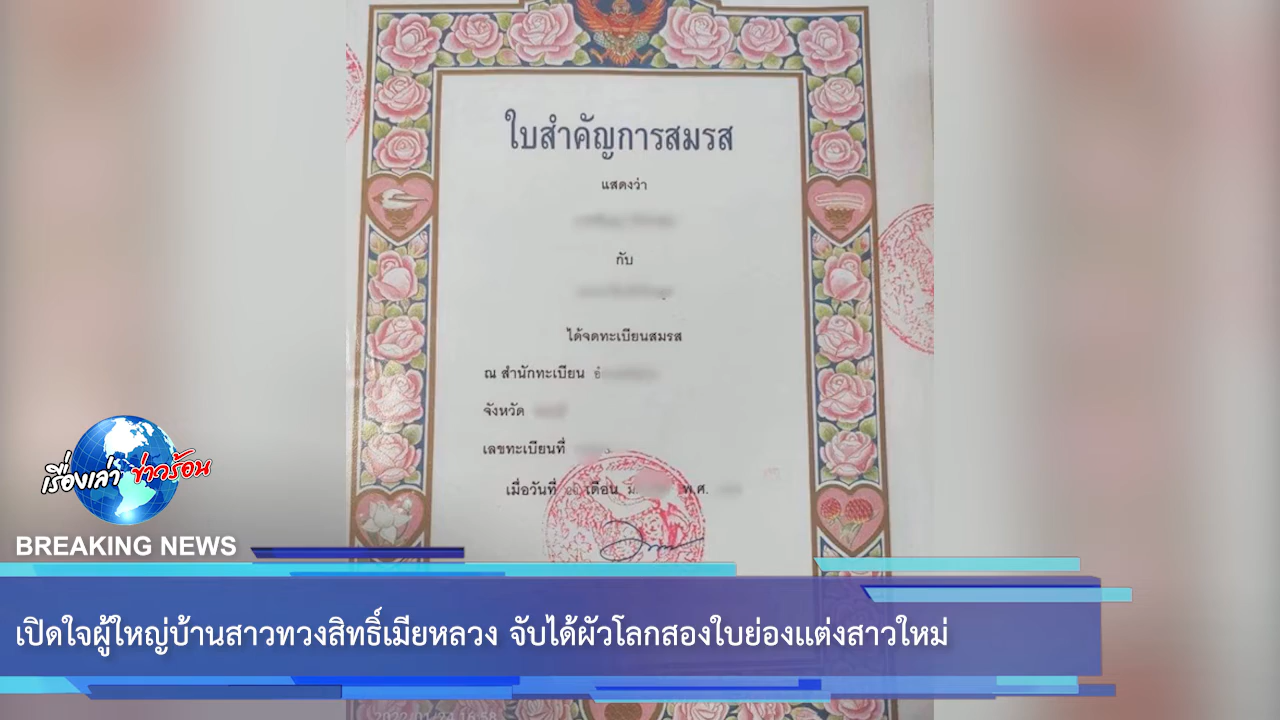 ใบสำคัญการสมรส
แสดงว่า
กับ
ได้จดทะเบียนสมรส
ณ สำนักทะเบียน
จังหวัด
เลขทะเบียนที่
เมื่อวันที่ เดือน พ.ศ.
เรื่องเล่า ข่าวร้อน
BREAKING NEWS
เปิดใจผู้ใหญ่บ้านสาวทวงสิทธิ์เมียหลวง จับได้ผัวโลกสองใบย่องแต่งสาวใหม่